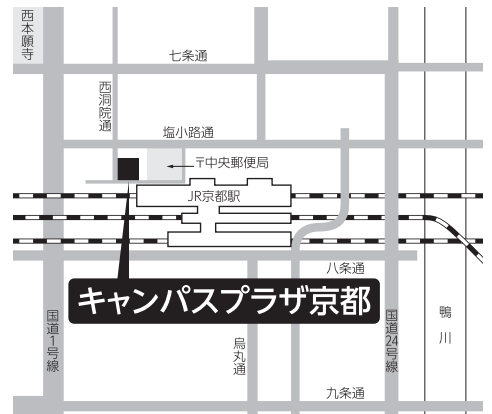 西本願寺
七条通
西洞院通
塩小路通
〒中央郵便局
JR京都駅
八条通
キャンパスプラザ京都
国道1号線
烏丸通
国道24号線
鴨川
九条通